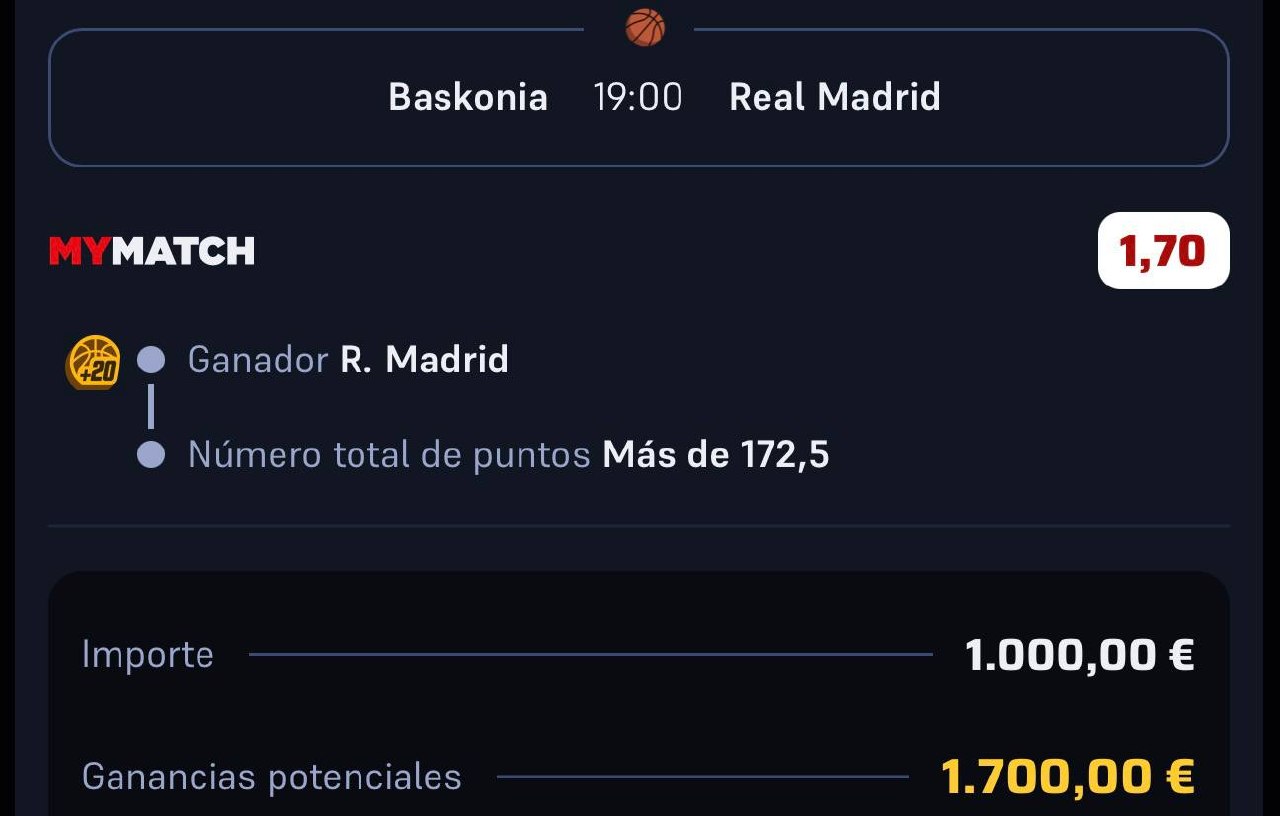 Baskonia 19:00 Real Madrid
MYMATCH 1,70
+20 Ganador R. Madrid
Número total de puntos Más de 172,5
Importe 1.000,00 €
Ganancias potenciales 1.700,00 €